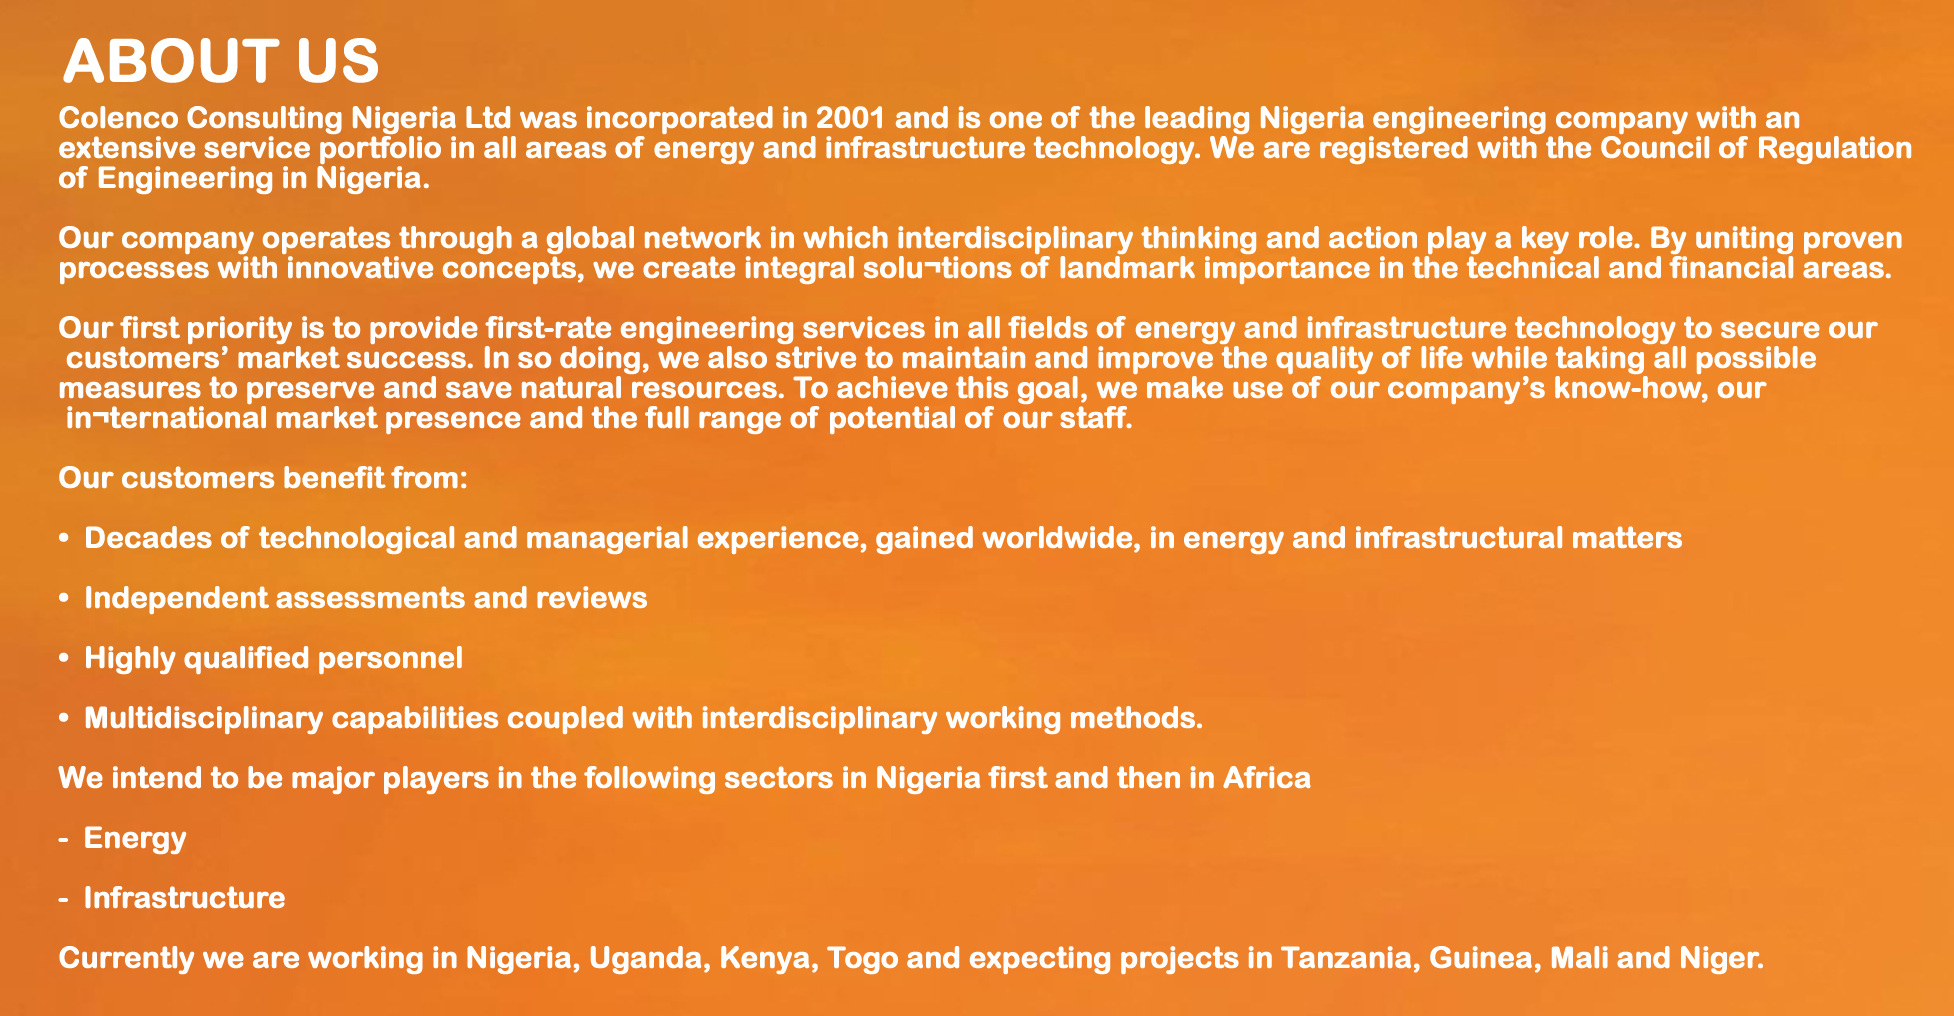 ABOUT US
Colenco Consulting Nigeria Ltd was incorporated in 2001 and is one of the leading Nigeria engineering company with an
extensive service portfolio in all areas of energy and infrastructure technology. We are registered with the Council of Regulation
of Engineering in Nigeria.
Our company operates through a global network in which interdisciplinary thinking and action play a key role. By uniting proven
processes with innovative concepts, we create integral solu¬tions of landmark importance in the technical and financial areas.
Our first priority is to provide first-rate engineering services in all fields of energy and infrastructure technology to secure our
customers’ market success. In so doing, we also strive to maintain and improve the quality of life while taking all possible
measures to preserve and save natural resources. To achieve this goal, we make use of our company’s know-how, our
in¬ternational market presence and the full range of potential of our staff.
Our customers benefit from:
• Decades of technological and managerial experience, gained worldwide, in energy and infrastructural matters
• Independent assessments and reviews
• Highly qualified personnel
• Multidisciplinary capabilities coupled with interdisciplinary working methods.
We intend to be major players in the following sectors in Nigeria first and then in Africa
- Energy
- Infrastructure
Currently we are working in Nigeria, Uganda, Kenya, Togo and expecting projects in Tanzania, Guinea, Mali and Niger.